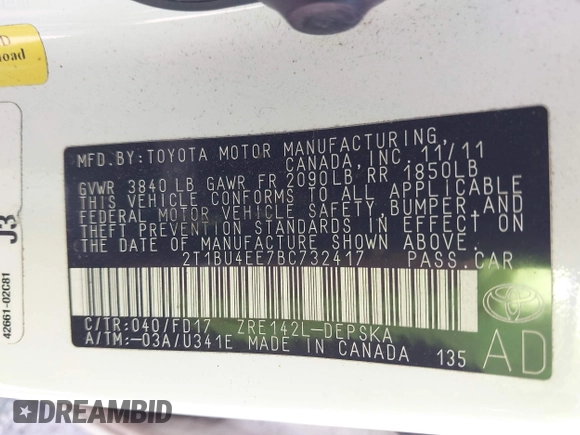 oad
J3
42661-02C81
MFD.BY:TOYOTA MOTOR MANUFACTURING,
CANADA, INC. 11/11
GVWR 3840 LB GAWR FR 2090LB, RR 1850LB
THIS VEHICLE CONFORMS TO ALL APPLICABLE
FEDERAL MOTOR VEHICLE SAFETY, BUMPER, AND
THEFT PREVENTION STANDARDS IN EFFECT ON
THE DATE OF MANUFACTURE SHOWN ABOVE.
2T1BU4EE7BC732417 PASS.CAR
C/TR:040/FD17 ZRE142L-DEPSKA
A/TM:-03A/U341E MADE IN CANADA 135
AD
DREAMBID